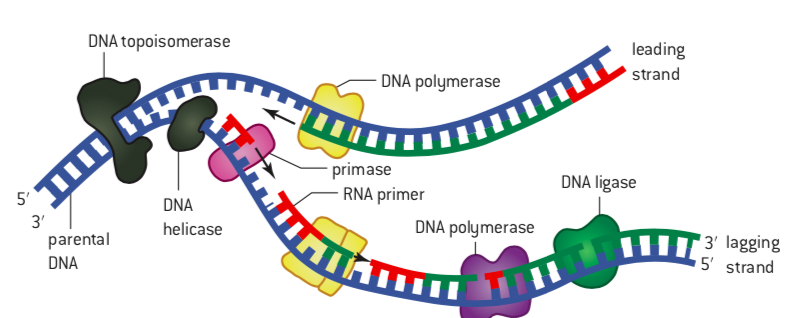 DNA topoisomerase
leading
strand
DNA polymerase
primase
RNA primer
DNA ligase
5′
3′
DNA
helicase
parental
DNA
DNA polymerase
3′ lagging
5′ strand